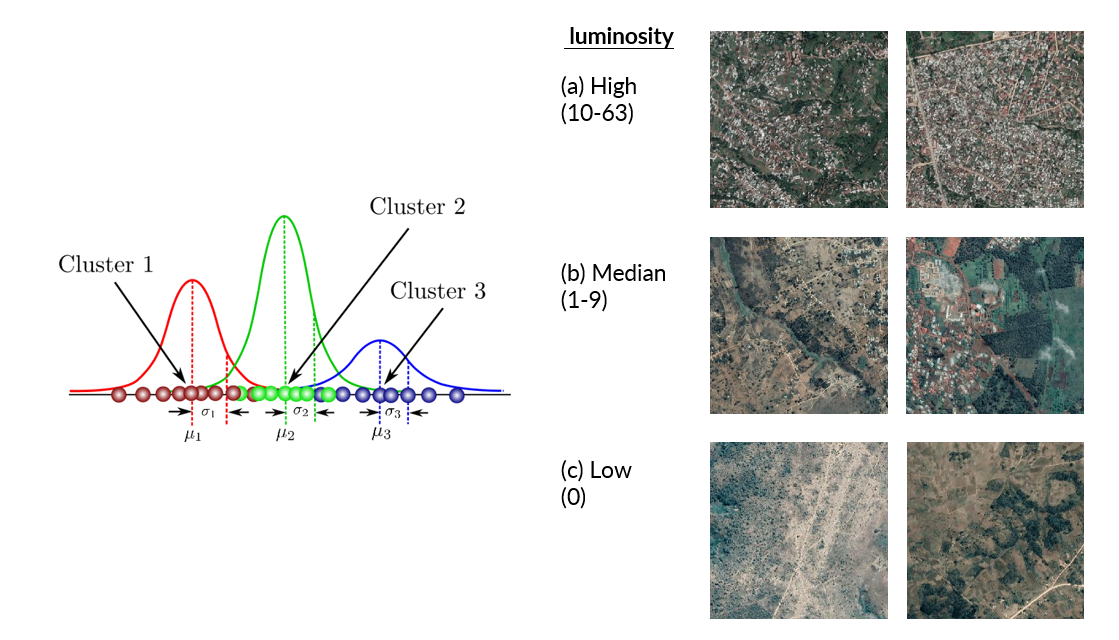 Cluster 1
Cluster 2
Cluster 3
σ₁
σ₂
σ₃
μ₁
μ₂
μ₃
luminosity
(a) High
(10-63)
(b) Median
(1-9)
(c) Low
(0)